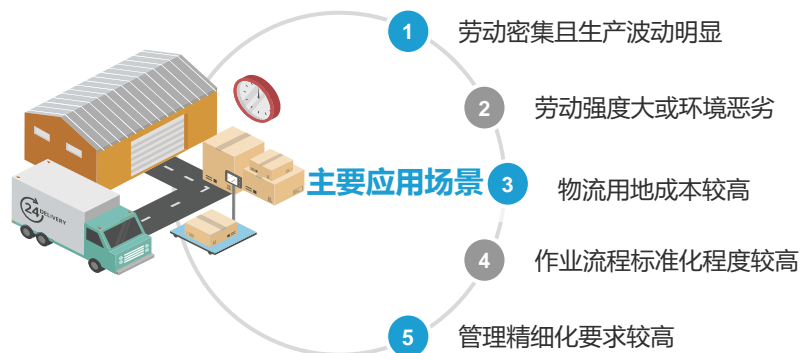 1 劳动密集且生产波动明显
2 劳动强度大或环境恶劣
主要应用场景 3 物流用地成本较高
24 DELIVERY
4 作业流程标准化程度较高
5 管理精细化要求较高